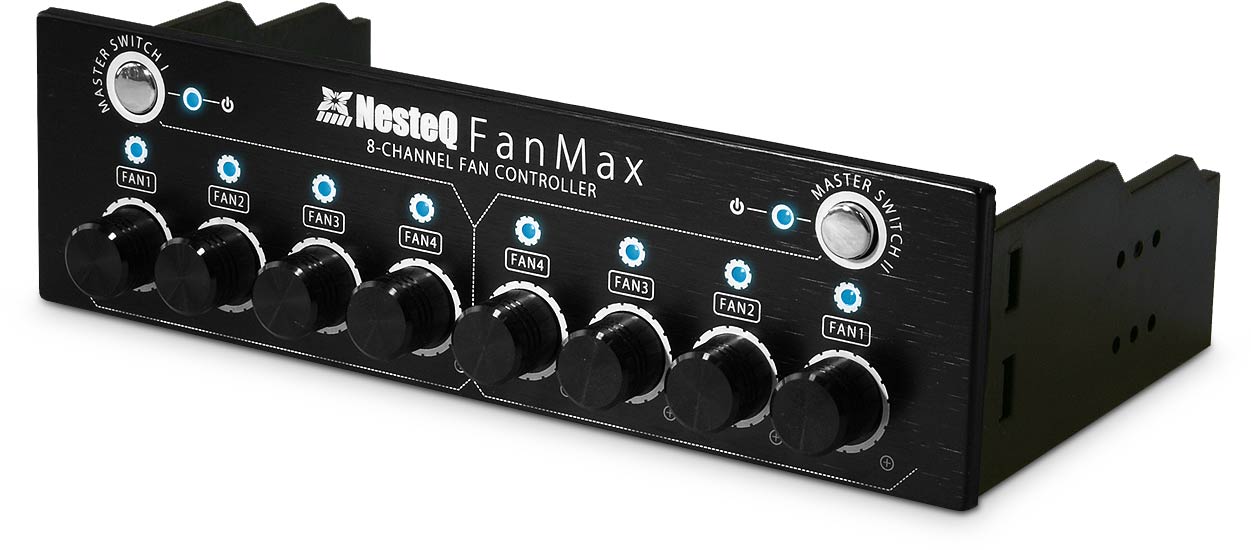 MASTER SWITCH I
NesteQ FanMax
8-CHANNEL FAN CONTROLLER
MASTER SWITCH II
FAN1
FAN2
FAN3
FAN4
FAN4
FAN3
FAN2
FAN1